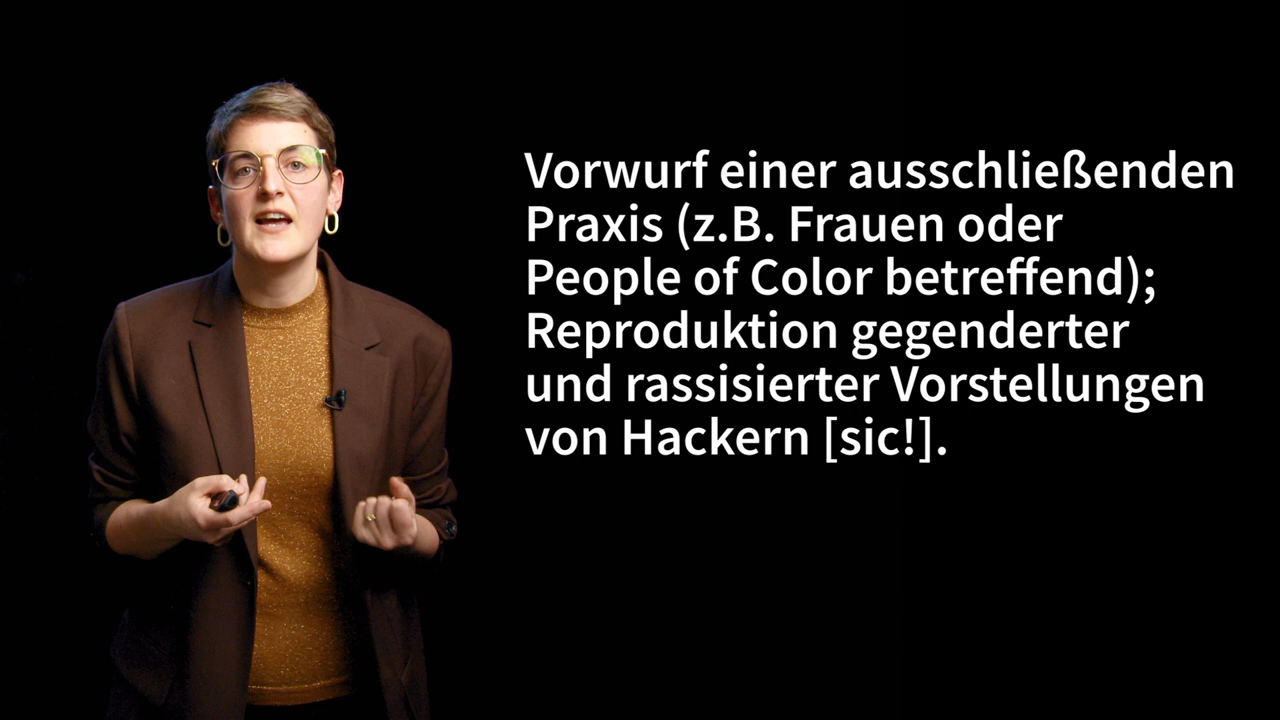 Vorwurf einer ausschließenden
Praxis (z.B. Frauen oder
People of Color betreffend);
Reproduktion gegenderter
und rassisierter Vorstellungen
von Hackern [sic!].